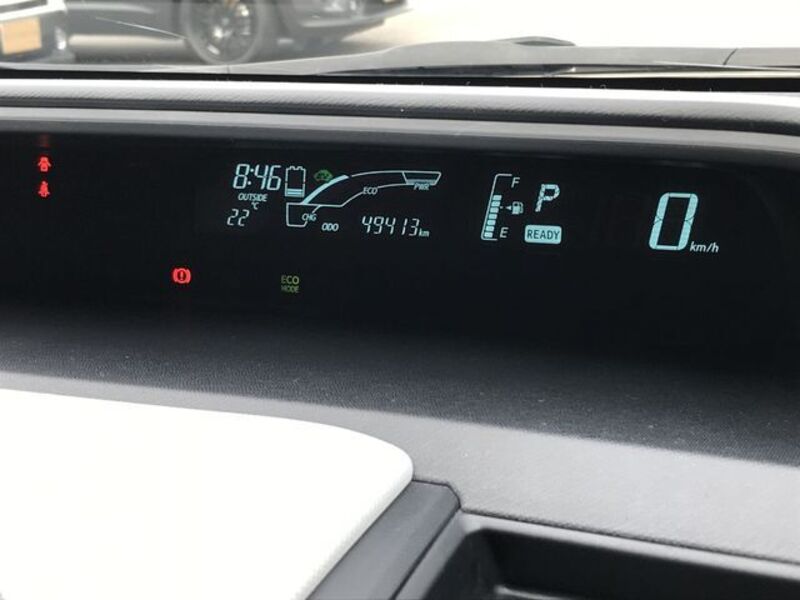 8:46
OUTSIDE
22°C
ECO
PWR
CHG
ODO 49413km
F
E
P
READY
0 km/h
ECO
MODE